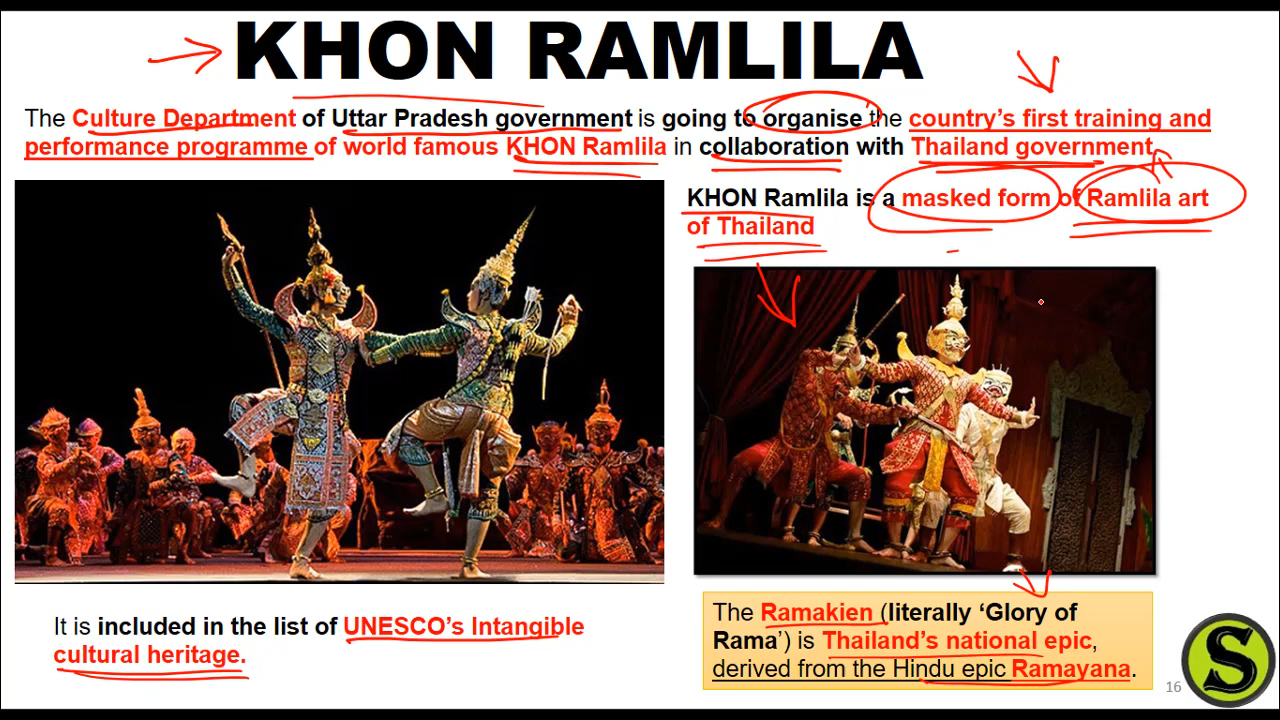 KHON RAMLILA
The Culture Department of Uttar Pradesh government is going to organise the country's first training and
performance programme of world famous KHON Ramlila in collaboration with Thailand government.
KHON Ramlila is a masked form of Ramlila art
of Thailand
It is included in the list of UNESCO's Intangible
cultural heritage.
The Ramakien (literally ‘Glory of
Rama’) is Thailand's national epic,
derived from the Hindu epic Ramayana.
16
S